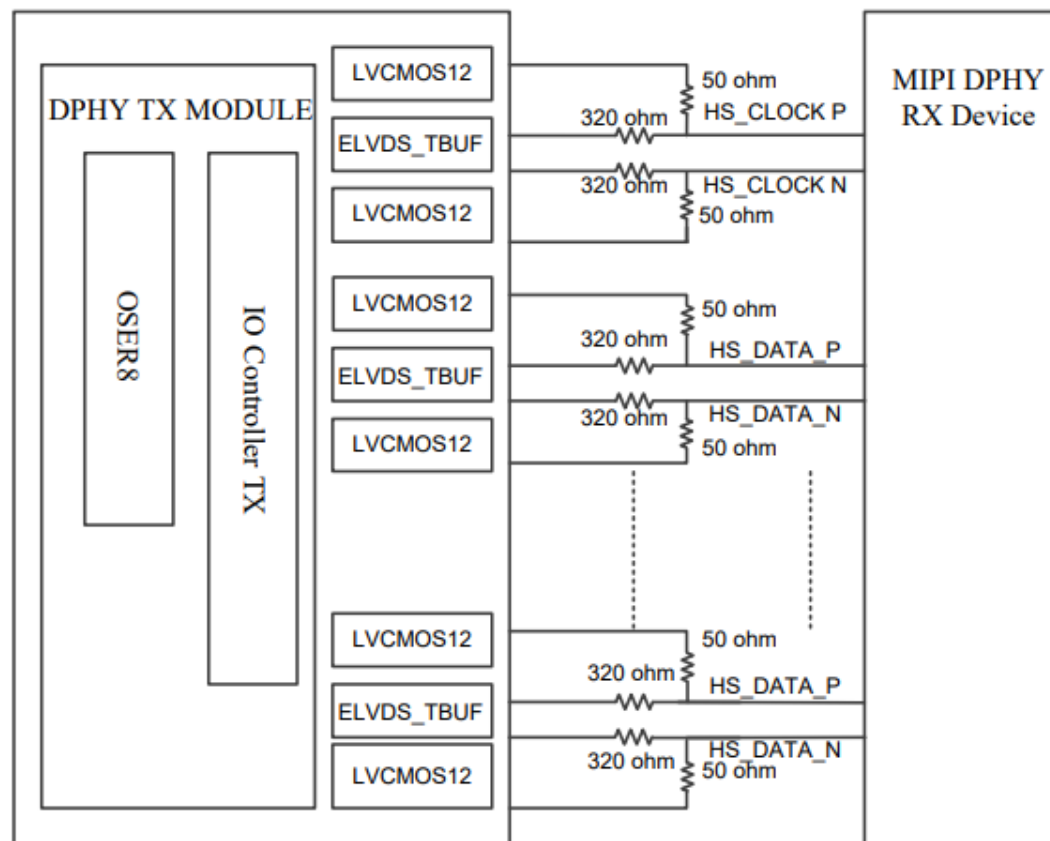 DPHY TX MODULE
OSER8
IO Controller TX
LVCMOS12
ELVDS_TBUF
LVCMOS12
50 ohm
320 ohm
HS_CLOCK P
320 ohm
HS_CLOCK N
50 ohm
LVCMOS12
ELVDS_TBUF
LVCMOS12
50 ohm
320 ohm
HS_DATA_P
320 ohm
HS_DATA_N
50 ohm
LVCMOS12
ELVDS_TBUF
LVCMOS12
50 ohm
320 ohm
HS_DATA_P
320 ohm
HS_DATA_N
50 ohm
MIPI DPHY
RX Device